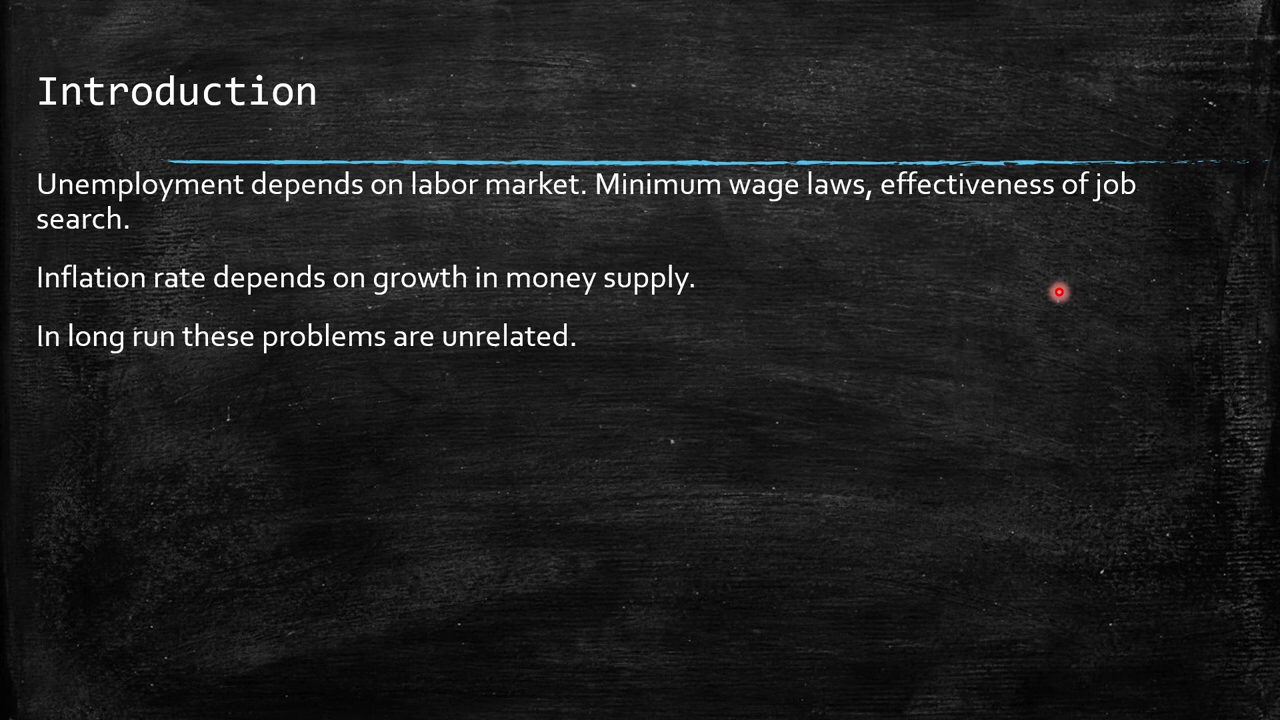 Introduction
Unemployment depends on labor market. Minimum wage laws, effectiveness of job
search.
Inflation rate depends on growth in money supply.
In long run these problems are unrelated.